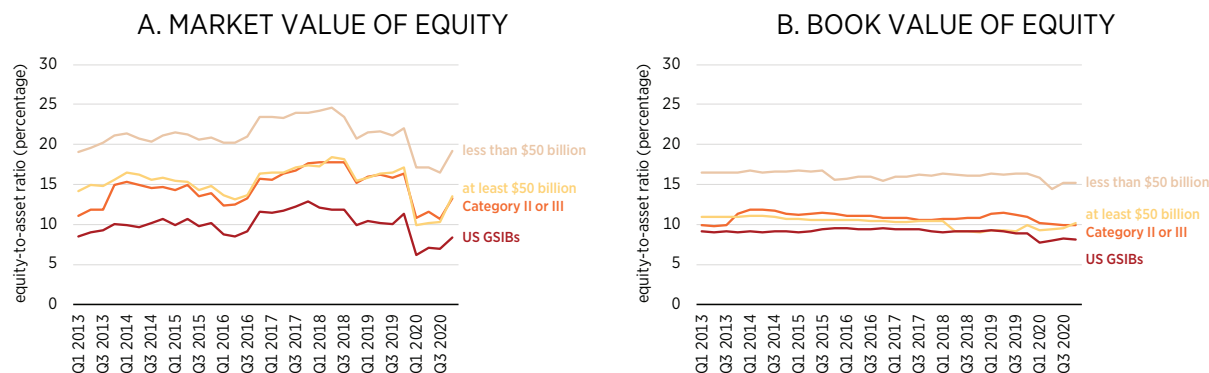 A. MARKET VALUE OF EQUITY
equity-to-asset ratio (percentage)
30
25
20
15
10
5
0
less than $50 billion
at least $50 billion
Category II or III
US GSIBs
Q1 2013
Q3 2013
Q1 2014
Q3 2014
Q1 2015
Q3 2015
Q1 2016
Q3 2016
Q1 2017
Q3 2017
Q1 2018
Q3 2018
Q1 2019
Q3 2019
Q1 2020
Q3 2020
B. BOOK VALUE OF EQUITY
equity-to-asset ratio (percentage)
30
25
20
15
10
5
0
less than $50 billion
at least $50 billion
Category II or III
US GSIBs
Q1 2013
Q3 2013
Q1 2014
Q3 2014
Q1 2015
Q3 2015
Q1 2016
Q3 2016
Q1 2017
Q3 2017
Q1 2018
Q3 2018
Q1 2019
Q3 2019
Q1 2020
Q3 2020